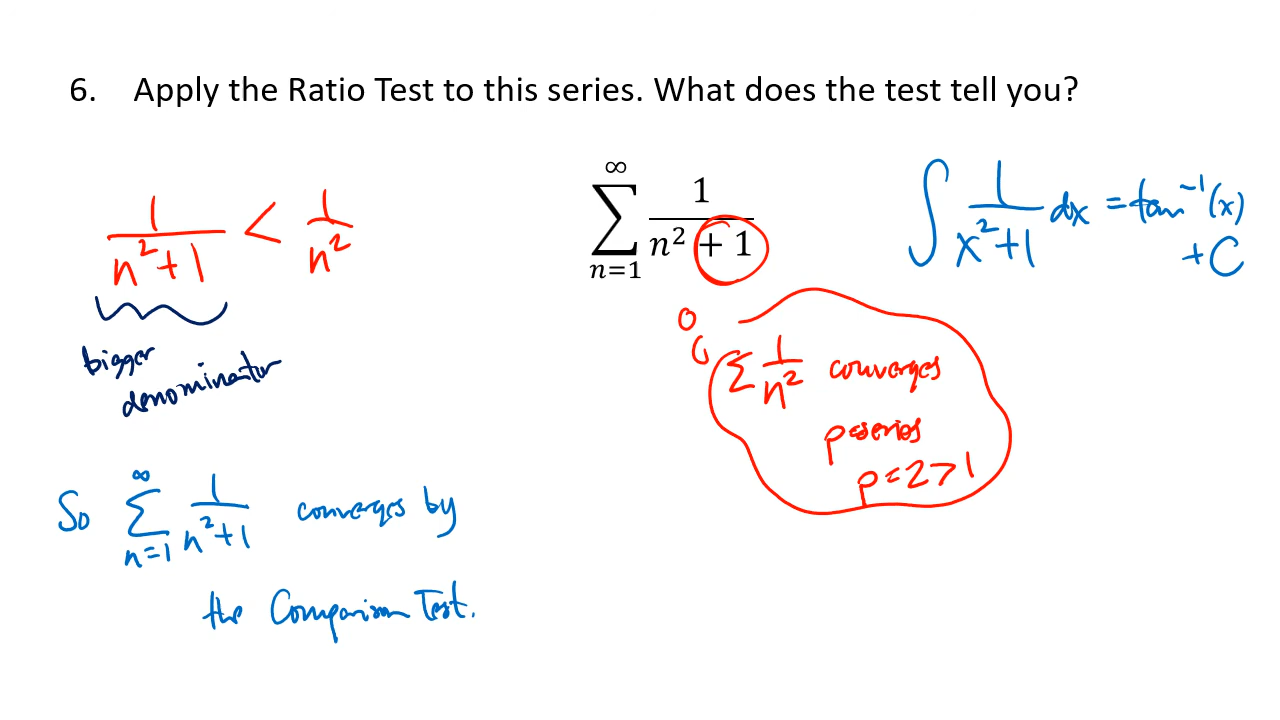 6. Apply the Ratio Test to this series. What does the test tell you?
1/(n²+1) < 1/n²
bigger
denominator
∞
∑ 1/(n² + 1)
n=1
∫ 1/(x²+1) dx = tan⁻¹(x)
+ C
∑ 1/n² converges
p-series
p=2>1
So ∞
∑ 1/(n²+1) converges by
n=1
the Comparison Test.